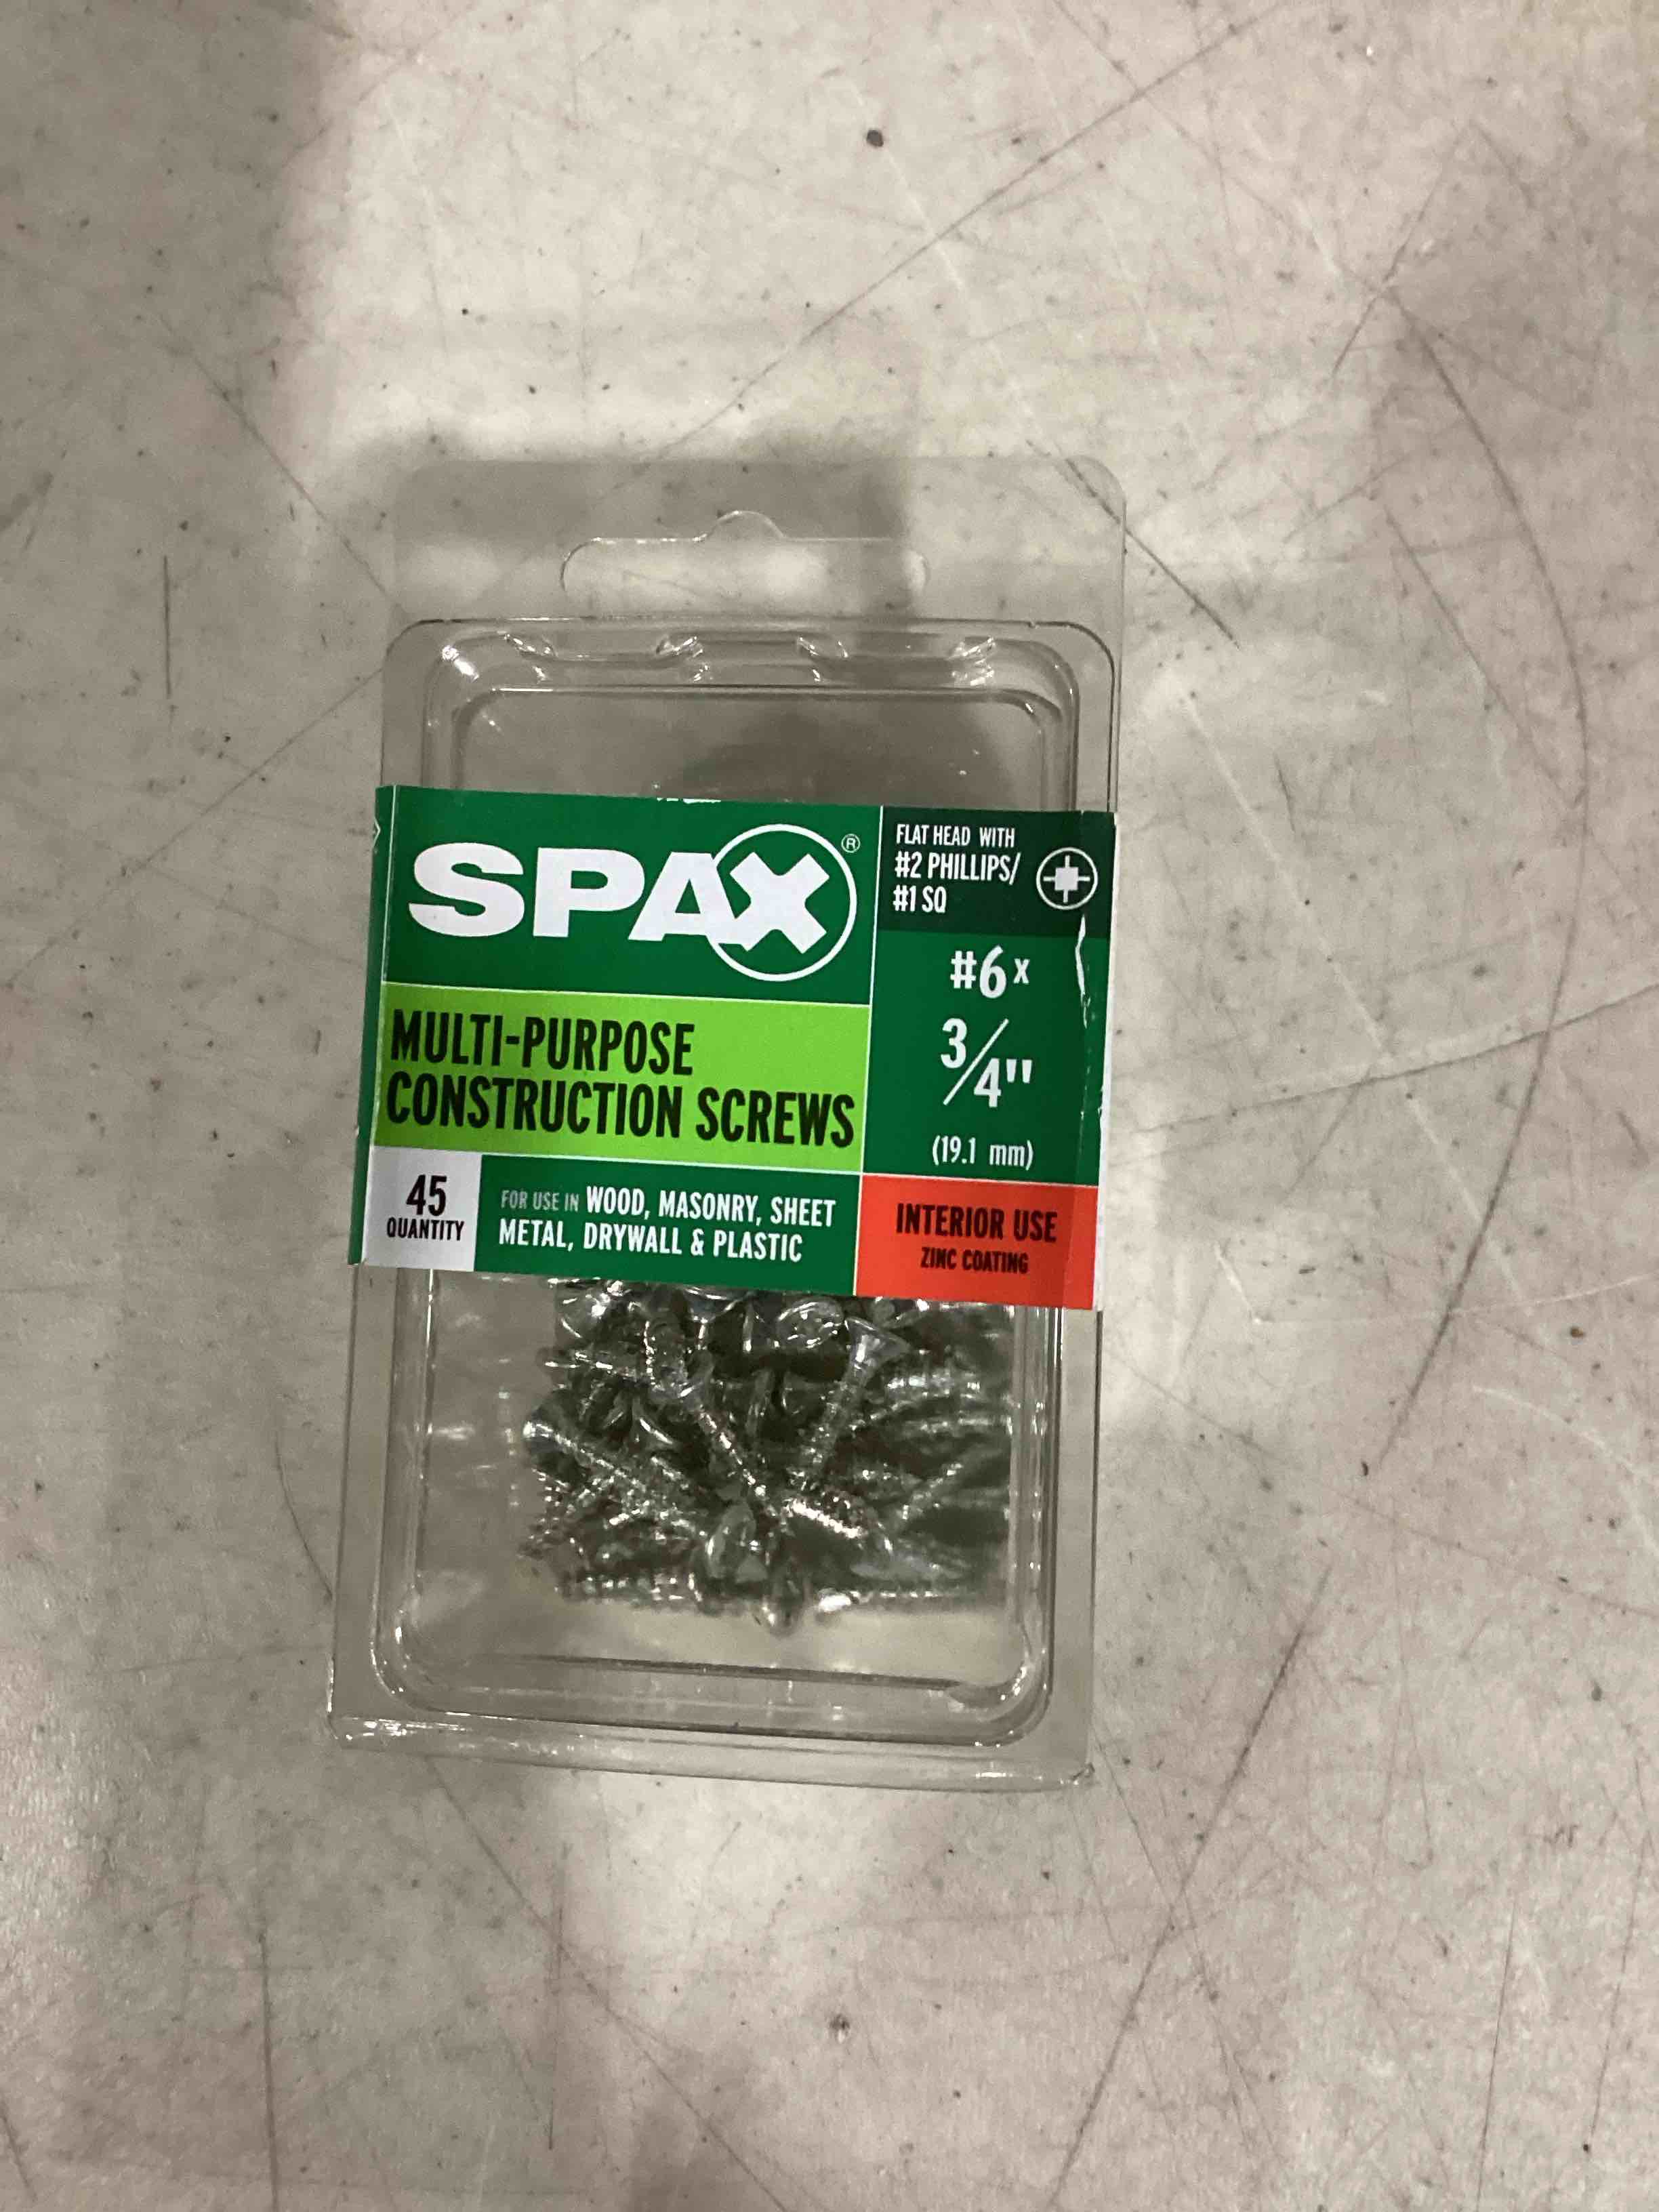 SPAX®
FLAT HEAD WITH
#2 PHILLIPS/
#1 SQ
#6 x
3/4"
(19.1 mm)
MULTI-PURPOSE
CONSTRUCTION SCREWS
45
QUANTITY
FOR USE IN WOOD, MASONRY, SHEET
METAL, DRYWALL & PLASTIC
INTERIOR USE
ZINC COATING